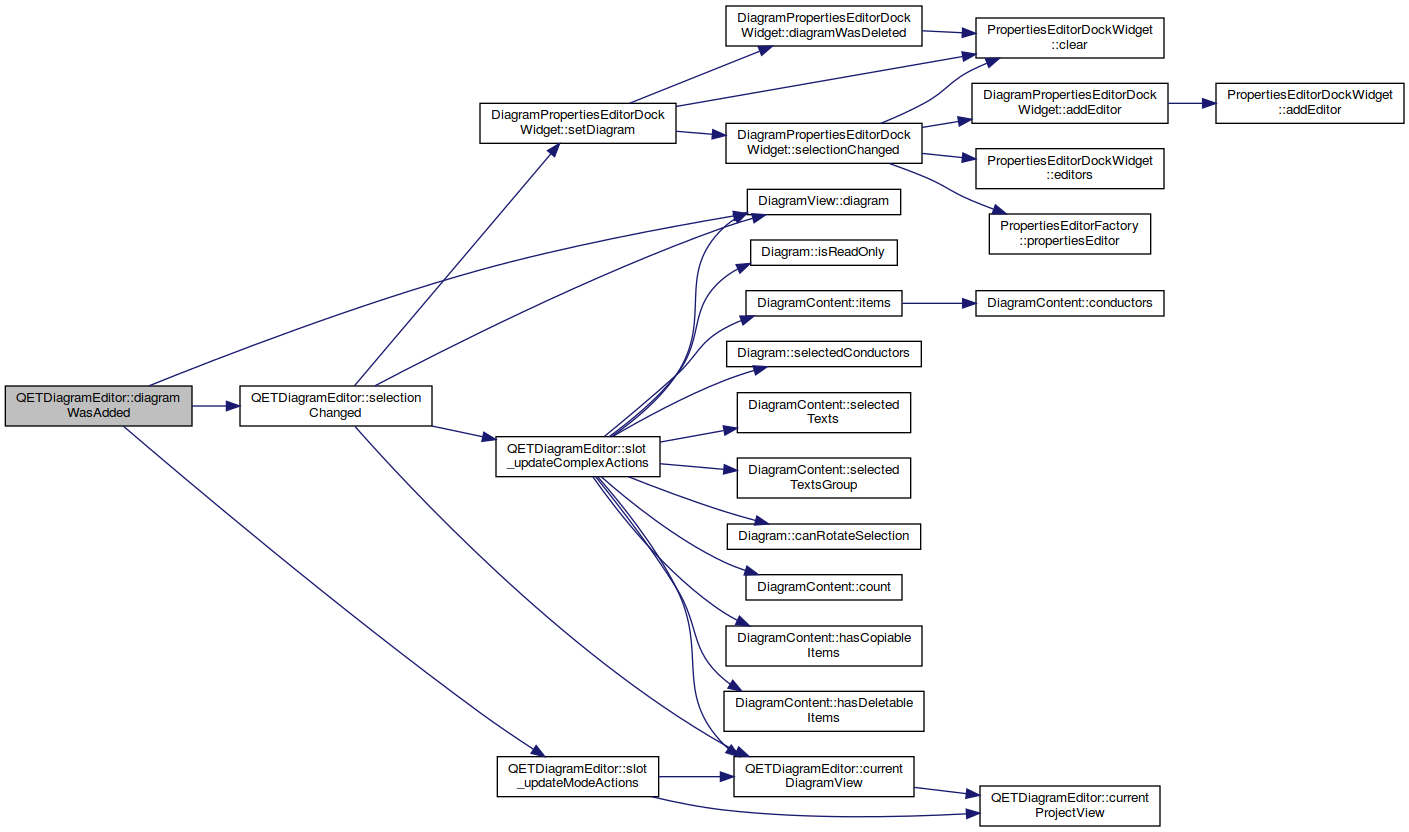 DiagramPropertiesEditorDock
Widget::diagramWasDeleted
PropertiesEditorDockWidget
::clear
DiagramPropertiesEditorDock
Widget::setDiagram
DiagramPropertiesEditorDock
Widget::addEditor
PropertiesEditorDockWidget
::addEditor
DiagramPropertiesEditorDock
Widget::selectionChanged
PropertiesEditorDockWidget
::editors
DiagramView::diagram
PropertiesEditorFactory
::propertiesEditor
Diagram::isReadOnly
DiagramContent::items
DiagramContent::conductors
Diagram::selectedConductors
QETDiagramEditor::diagram
WasAdded
QETDiagramEditor::selection
Changed
DiagramContent::selected
Texts
QETDiagramEditor::slot
_updateComplexActions
DiagramContent::selected
TextsGroup
Diagram::canRotateSelection
DiagramContent::count
DiagramContent::hasCopiable
Items
DiagramContent::hasDeletable
Items
QETDiagramEditor::slot
_updateModeActions
QETDiagramEditor::current
DiagramView
QETDiagramEditor::current
ProjectView